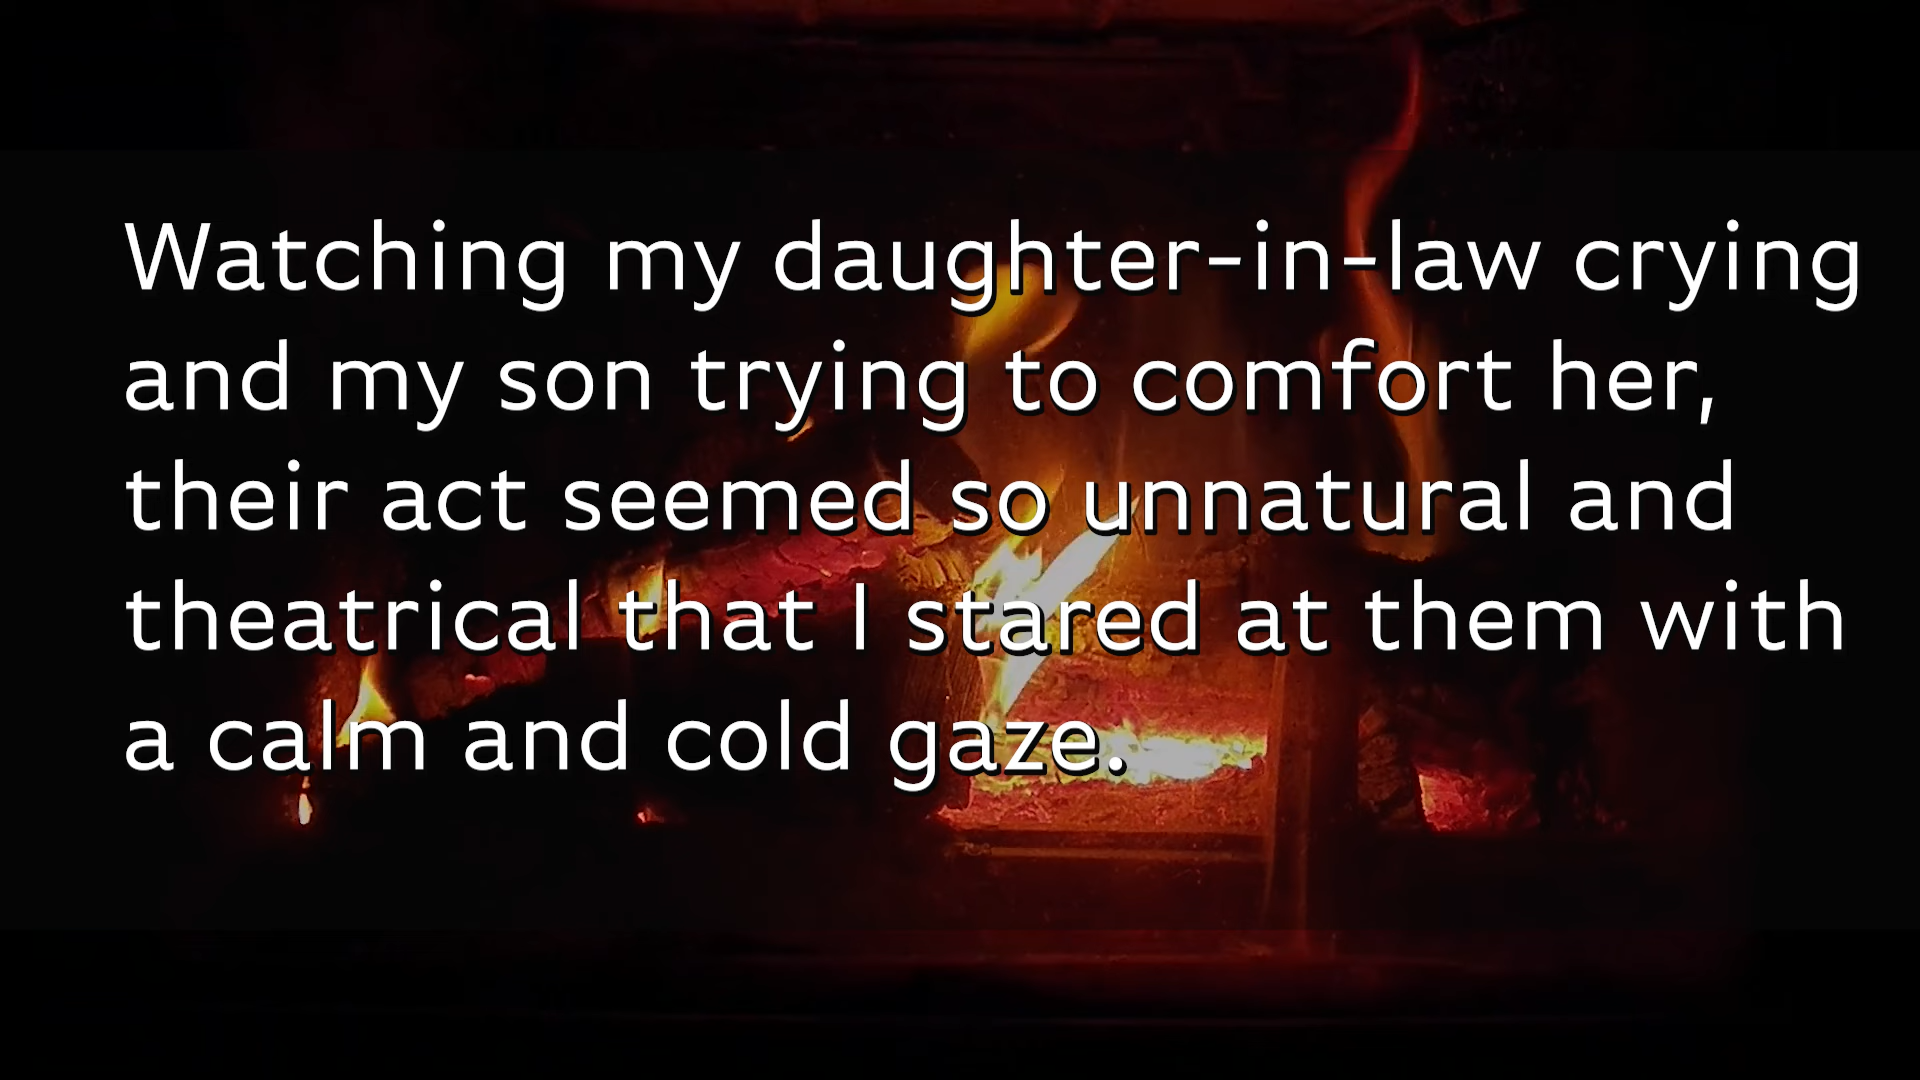 Watching my daughter-in-law crying
and my son trying to comfort her,
their act seemed so unnatural and
theatrical that I stared at them with
a calm and cold gaze.